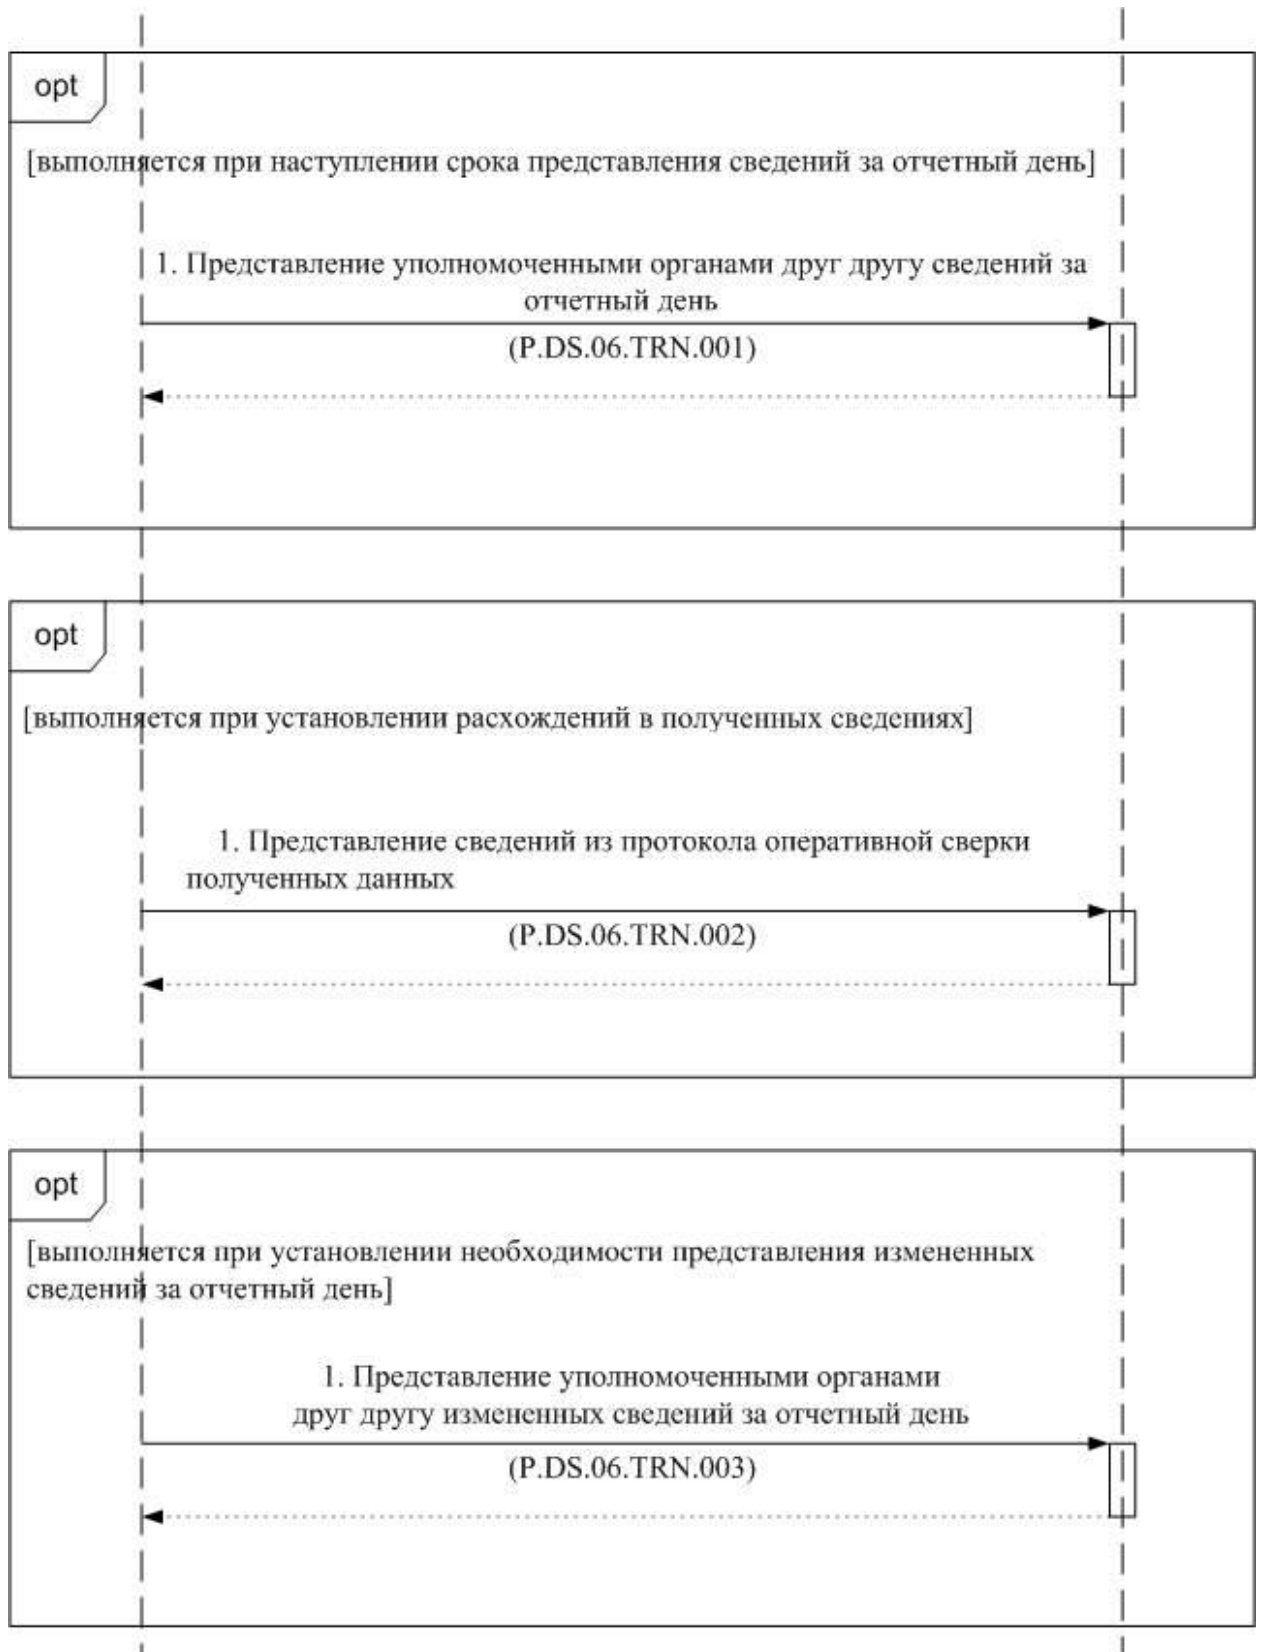 opt
[выполняется при наступлении срока представления сведений за отчетный день]
1. Представление уполномоченными органами друг другу сведений за
отчетный день
(P.DS.06.TRN.001)
opt
[выполняется при установлении расхождений в полученных сведениях]
1. Представление сведений из протокола оперативной сверки
полученных данных
(P.DS.06.TRN.002)
opt
[выполняется при установлении необходимости представления измененных
сведений за отчетный день]
1. Представление уполномоченными органами
друг другу измененных сведений за отчетный день
(P.DS.06.TRN.003)